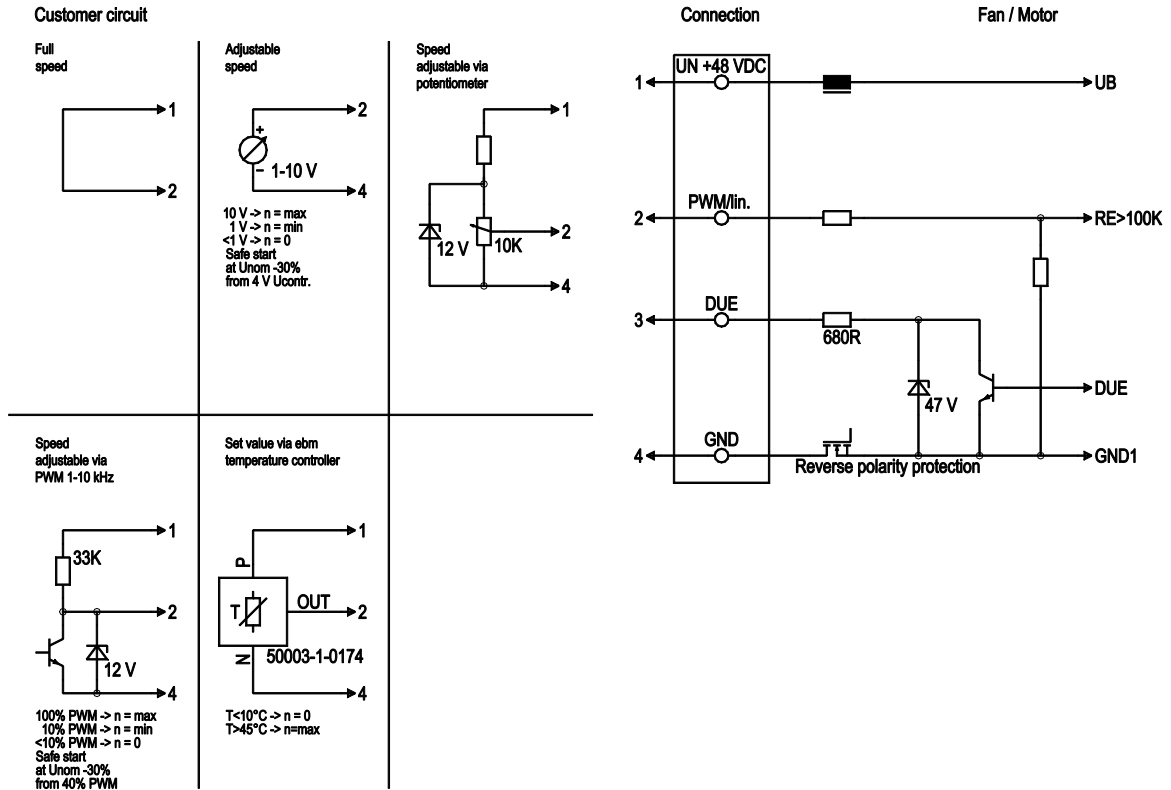 Customer circuit
Full
speed
1
2
Adjustable
speed
2
+
-
1-10 V
4
10 V -> n = max
1 V -> n = min
<1 V -> n = 0
Safe start
at Unom -30%
from 4 V Ucontr.
Speed
adjustable via
potentiometer
1
12 V
10K
2
4
Speed
adjustable via
PWM 1-10 kHz
1
33K
2
12 V
4
100% PWM -> n = max
10% PWM -> n = min
<10% PWM -> n = 0
Safe start
at Unom -30%
from 40% PWM
Set value via ebm
temperature controller
1
P
T
OUT
2
N
50003-1-0174
4
T<10°C -> n = 0
T>45°C -> n=max
Connection
Fan / Motor
UN +48 VDC
1
UB
PWM/lin.
2
RE>100K
DUE
3
680R
47 V
DUE
GND
4
GND1
Reverse polarity protection